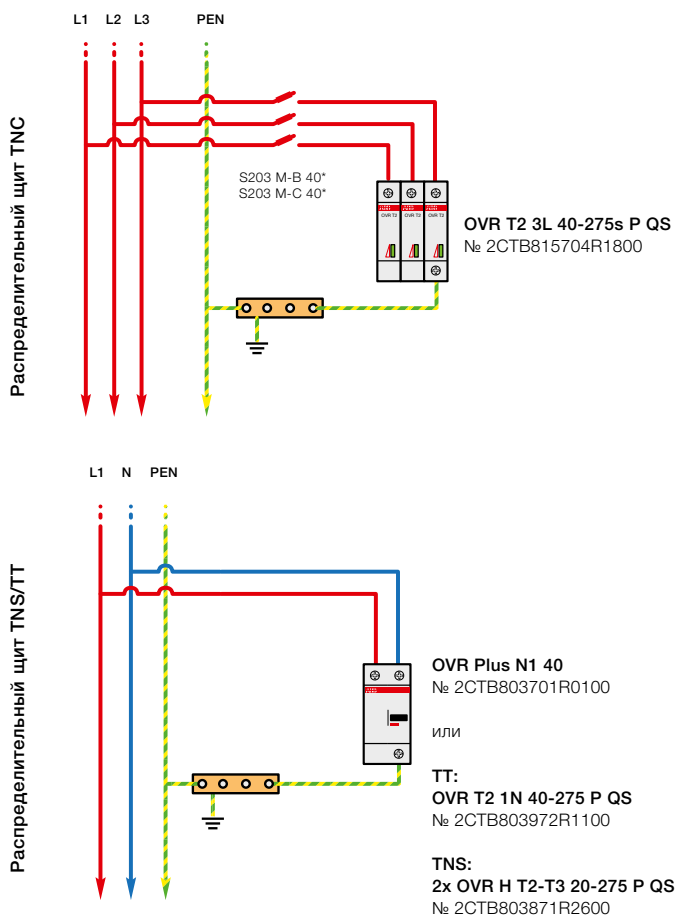 L1 L2 L3 PEN
Распределительный щит TNC
S203 M-B 40*
S203 M-C 40*
OVR T2 OVR T2 OVR T2
OVR T2 3L 40-275s P QS
№ 2CTB815704R1800
L1 N PEN
Распределительный щит TNS/TT
OVR Plus N1 40
№ 2CTB803701R0100
или
TT:
OVR T2 1N 40-275 P QS
№ 2CTB803972R1100
TNS:
2x OVR H T2-T3 20-275 P QS
№ 2CTB803871R2600